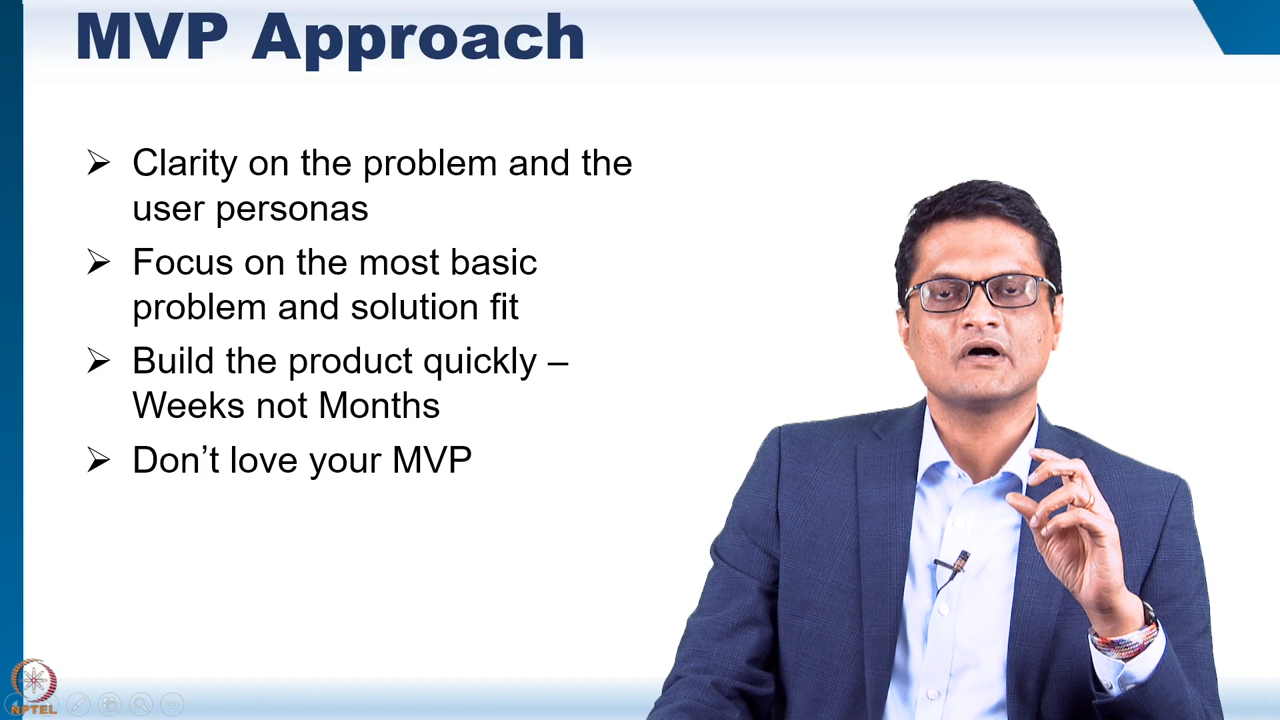 MVP Approach
➢ Clarity on the problem and the
user personas
➢ Focus on the most basic
problem and solution fit
➢ Build the product quickly –
Weeks not Months
➢ Don’t love your MVP
NPTEL